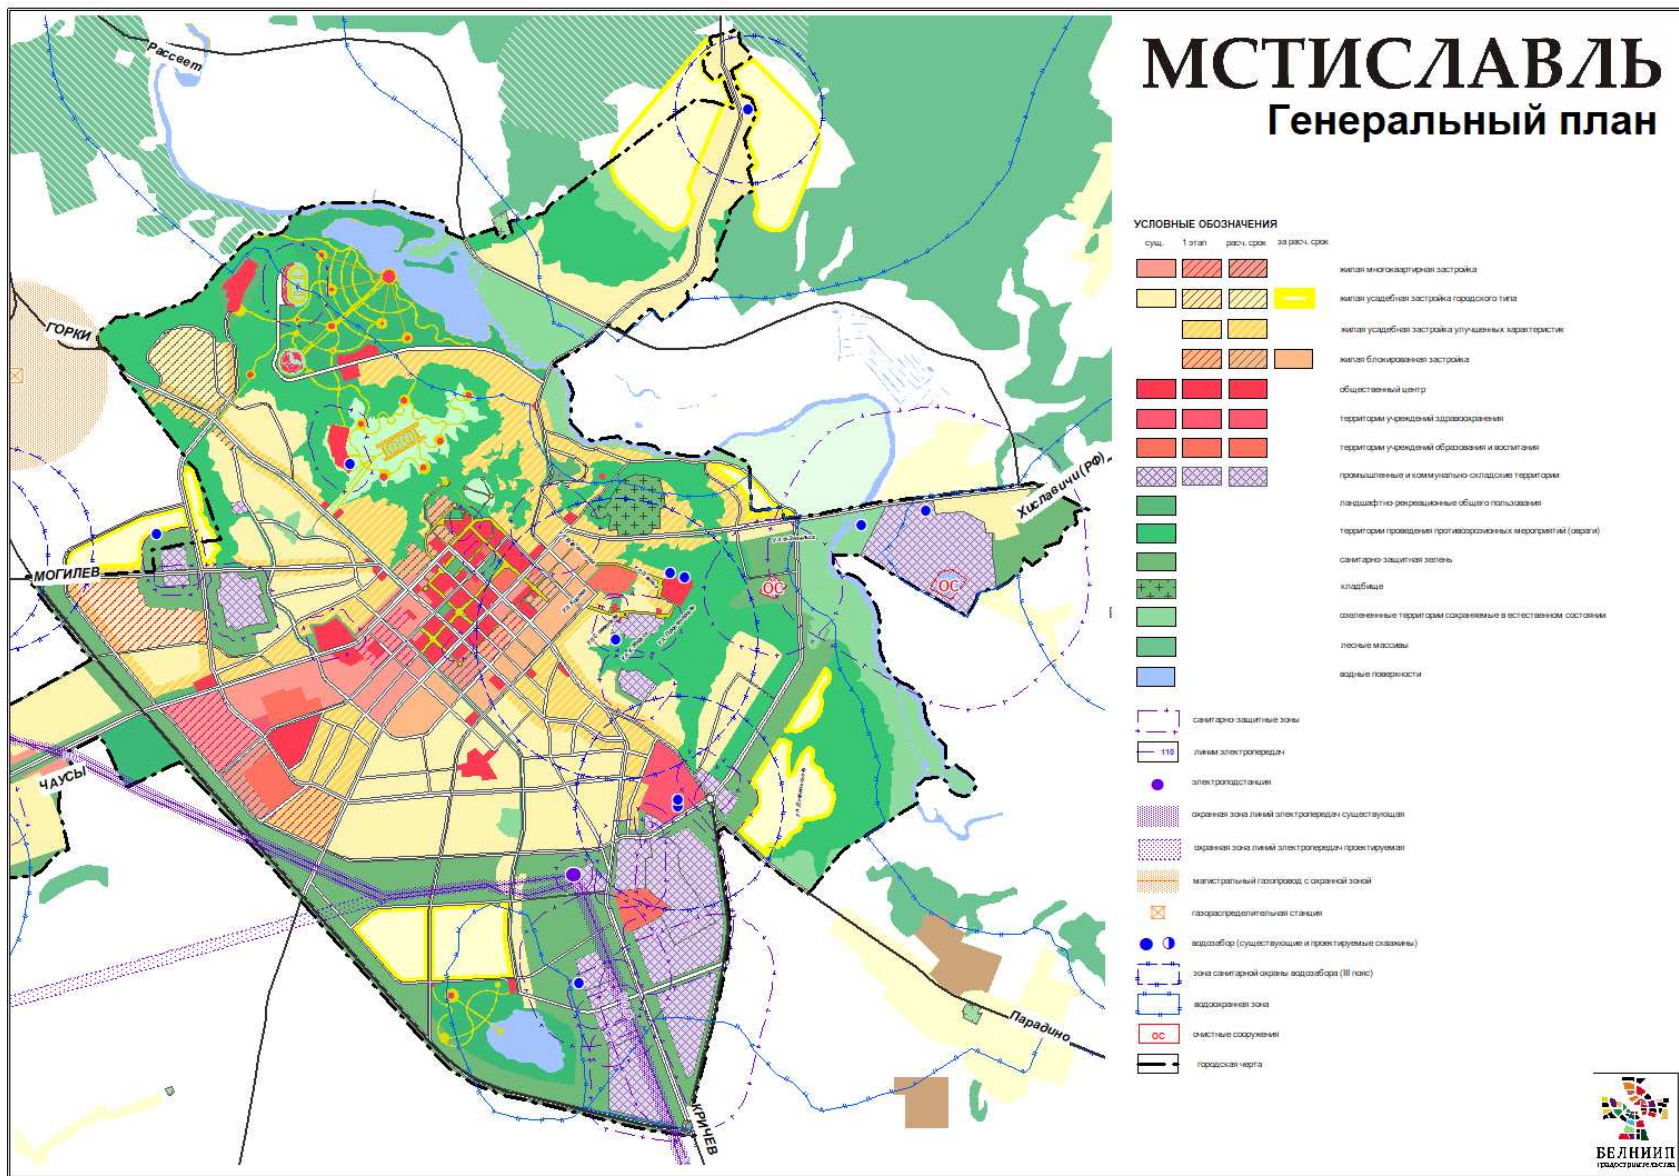 МСТИСЛАВЛЬ
Генеральный план
УСЛОВНЫЕ ОБОЗНАЧЕНИЯ
сущ. 1 этап расч. срок за расч. срок
жилая многоквартирная застройка
жилая усадебная застройка городского типа
жилая усадебная застройка улучшенных характеристик
жилая блокированная застройка
общественный центр
территории учреждений здравоохранения
территории учреждений образования и воспитания
промышленные и коммунально-складские территории
ландшафтно-рекреационные общего пользования
территории проведения противоэрозионных мероприятий (овраги)
санитарно-защитная зелень
кладбище
озелененные территории сохраняемые в естественном состоянии
лесные массивы
водные поверхности
санитарно-защитные зоны
110 линии электропередач
электроподстанция
охранная зона линий электропередач существующая
охранная зона линий электропередач проектируемая
магистральный газопровод с охранной зоной
газораспределительная станция
водозабор (существующие и проектируемые скважины)
зона санитарной охраны водозабора (III пояс)
водоохранная зона
ОС очистные сооружения
городская черта
Рассвет
ГОРКИ
МОГИЛЕВ
ЧАУСЫ
Хиславичи (РФ)
ОС
ОС
Парадино
КРИЧЕВ
БЕЛНИИП
градостроительства